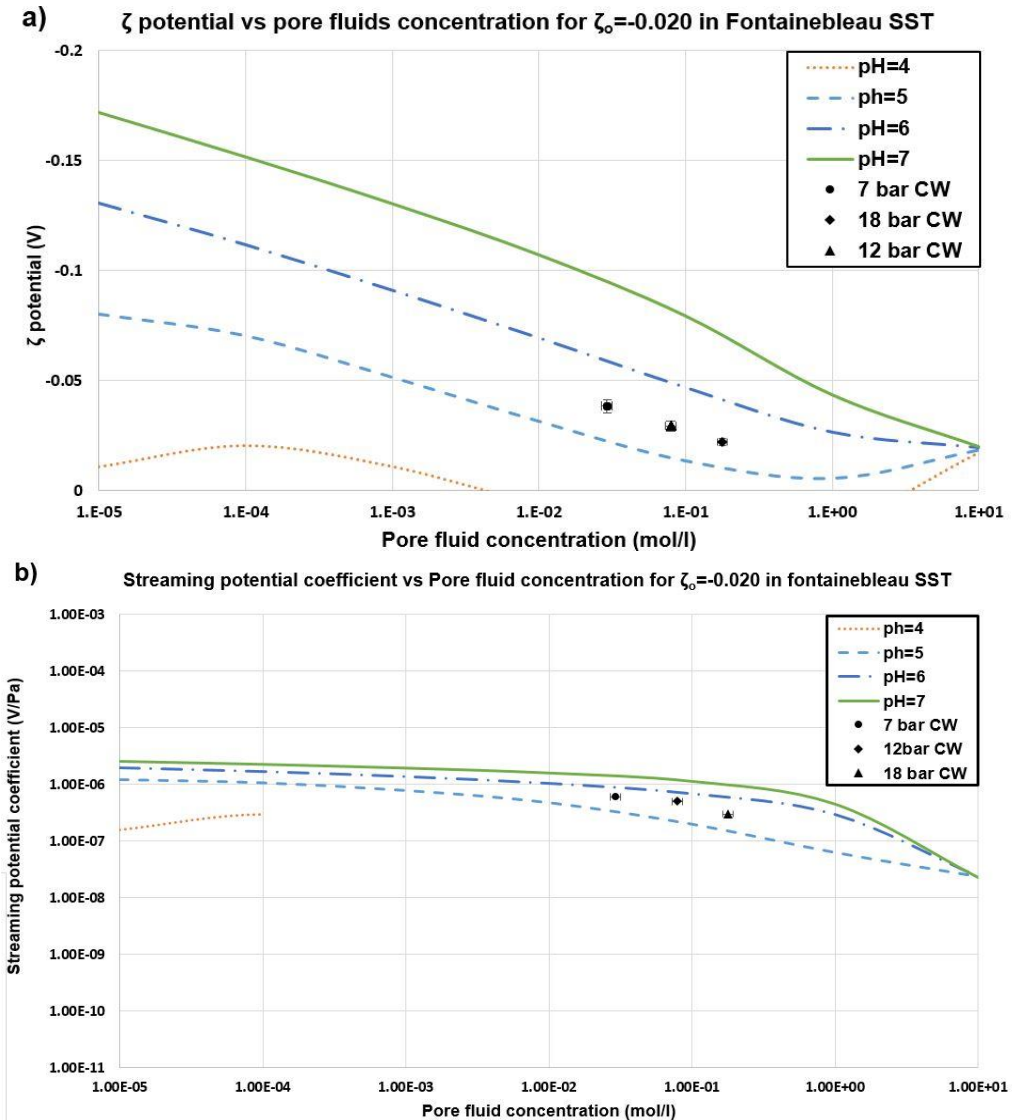 a)
ζ potential vs pore fluids concentration for ζo=-0.020 in Fontainebleau SST
-0.2
-0.15
-0.1
-0.05
0
ζ potential (V)
pH=4
ph=5
pH=6
pH=7
7 bar CW
18 bar CW
12 bar CW
1.E-05 1.E-04 1.E-03 1.E-02 1.E-01 1.E+00 1.E+01
Pore fluid concentration (mol/l)
b)
Streaming potential coefficient vs Pore fluid concentration for ζo=-0.020 in fontainebleau SST
1.00E-03
1.00E-04
1.00E-05
1.00E-06
1.00E-07
1.00E-08
1.00E-09
1.00E-10
1.00E-11
Streaming potential coefficient (V/Pa)
ph=4
ph=5
pH=6
pH=7
7 bar CW
12bar CW
18 bar CW
1.00E-05 1.00E-04 1.00E-03 1.00E-02 1.00E-01 1.00E+00 1.00E+01
Pore fluid concentration (mol/l)